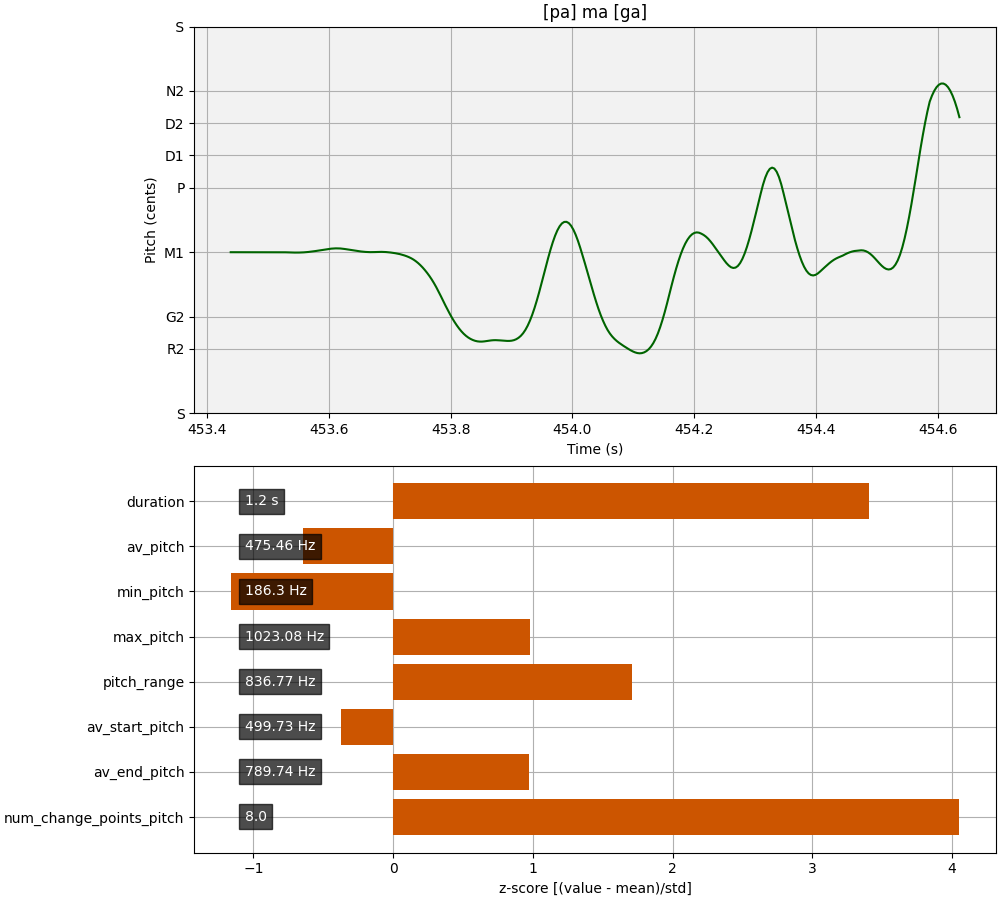 [pa] ma [ga]
S
N2
D2
D1
P
M1
G2
R2
S
Pitch (cents)
453.4 453.6 453.8 454.0 454.2 454.4 454.6
Time (s)
duration 1.2 s
av_pitch 475.46 Hz
min_pitch 186.3 Hz
max_pitch 1023.08 Hz
pitch_range 836.77 Hz
av_start_pitch 499.73 Hz
av_end_pitch 789.74 Hz
num_change_points_pitch 8.0
−1 0 1 2 3 4
z-score [(value - mean)/std]